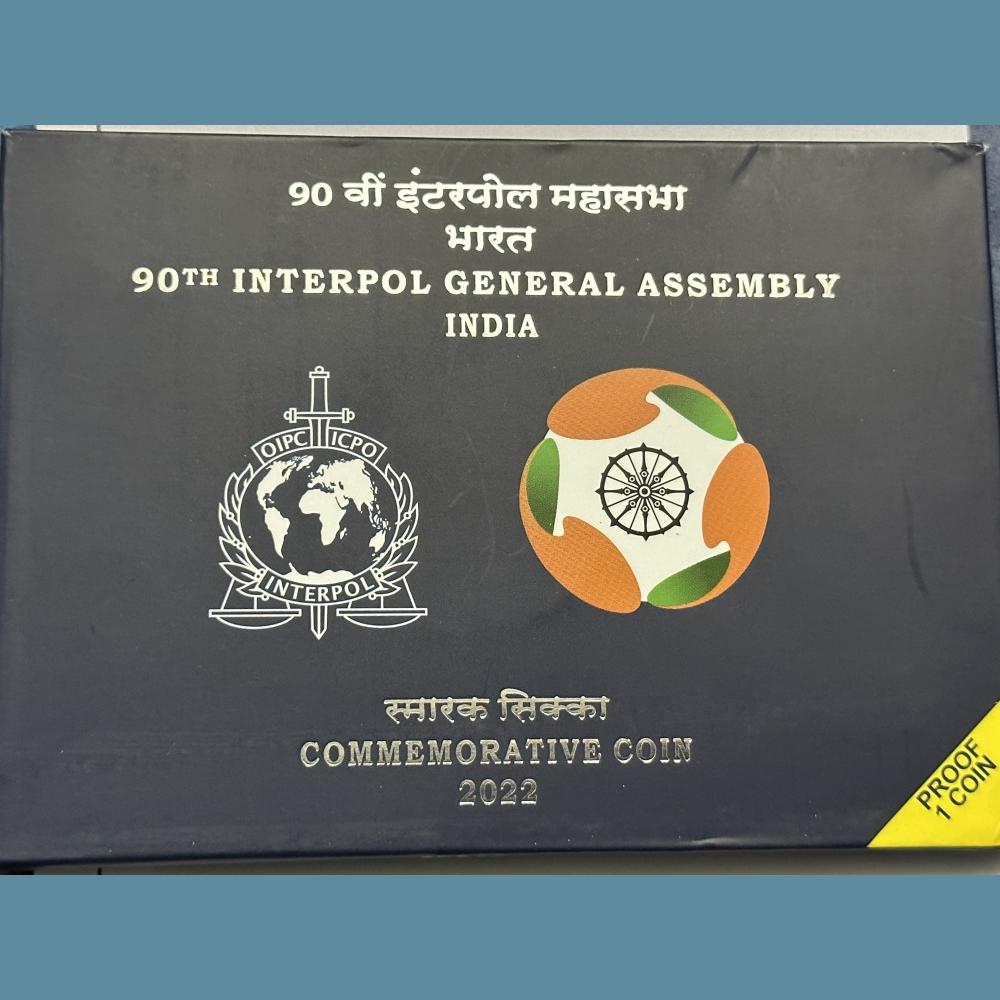 90 वीं इंटरपोल महासभा
भारत
90TH INTERPOL GENERAL ASSEMBLY
INDIA
OIPC ICPO
INTERPOL
स्मारक सिक्का
COMMEMORATIVE COIN
2022
PROOF
1 COIN